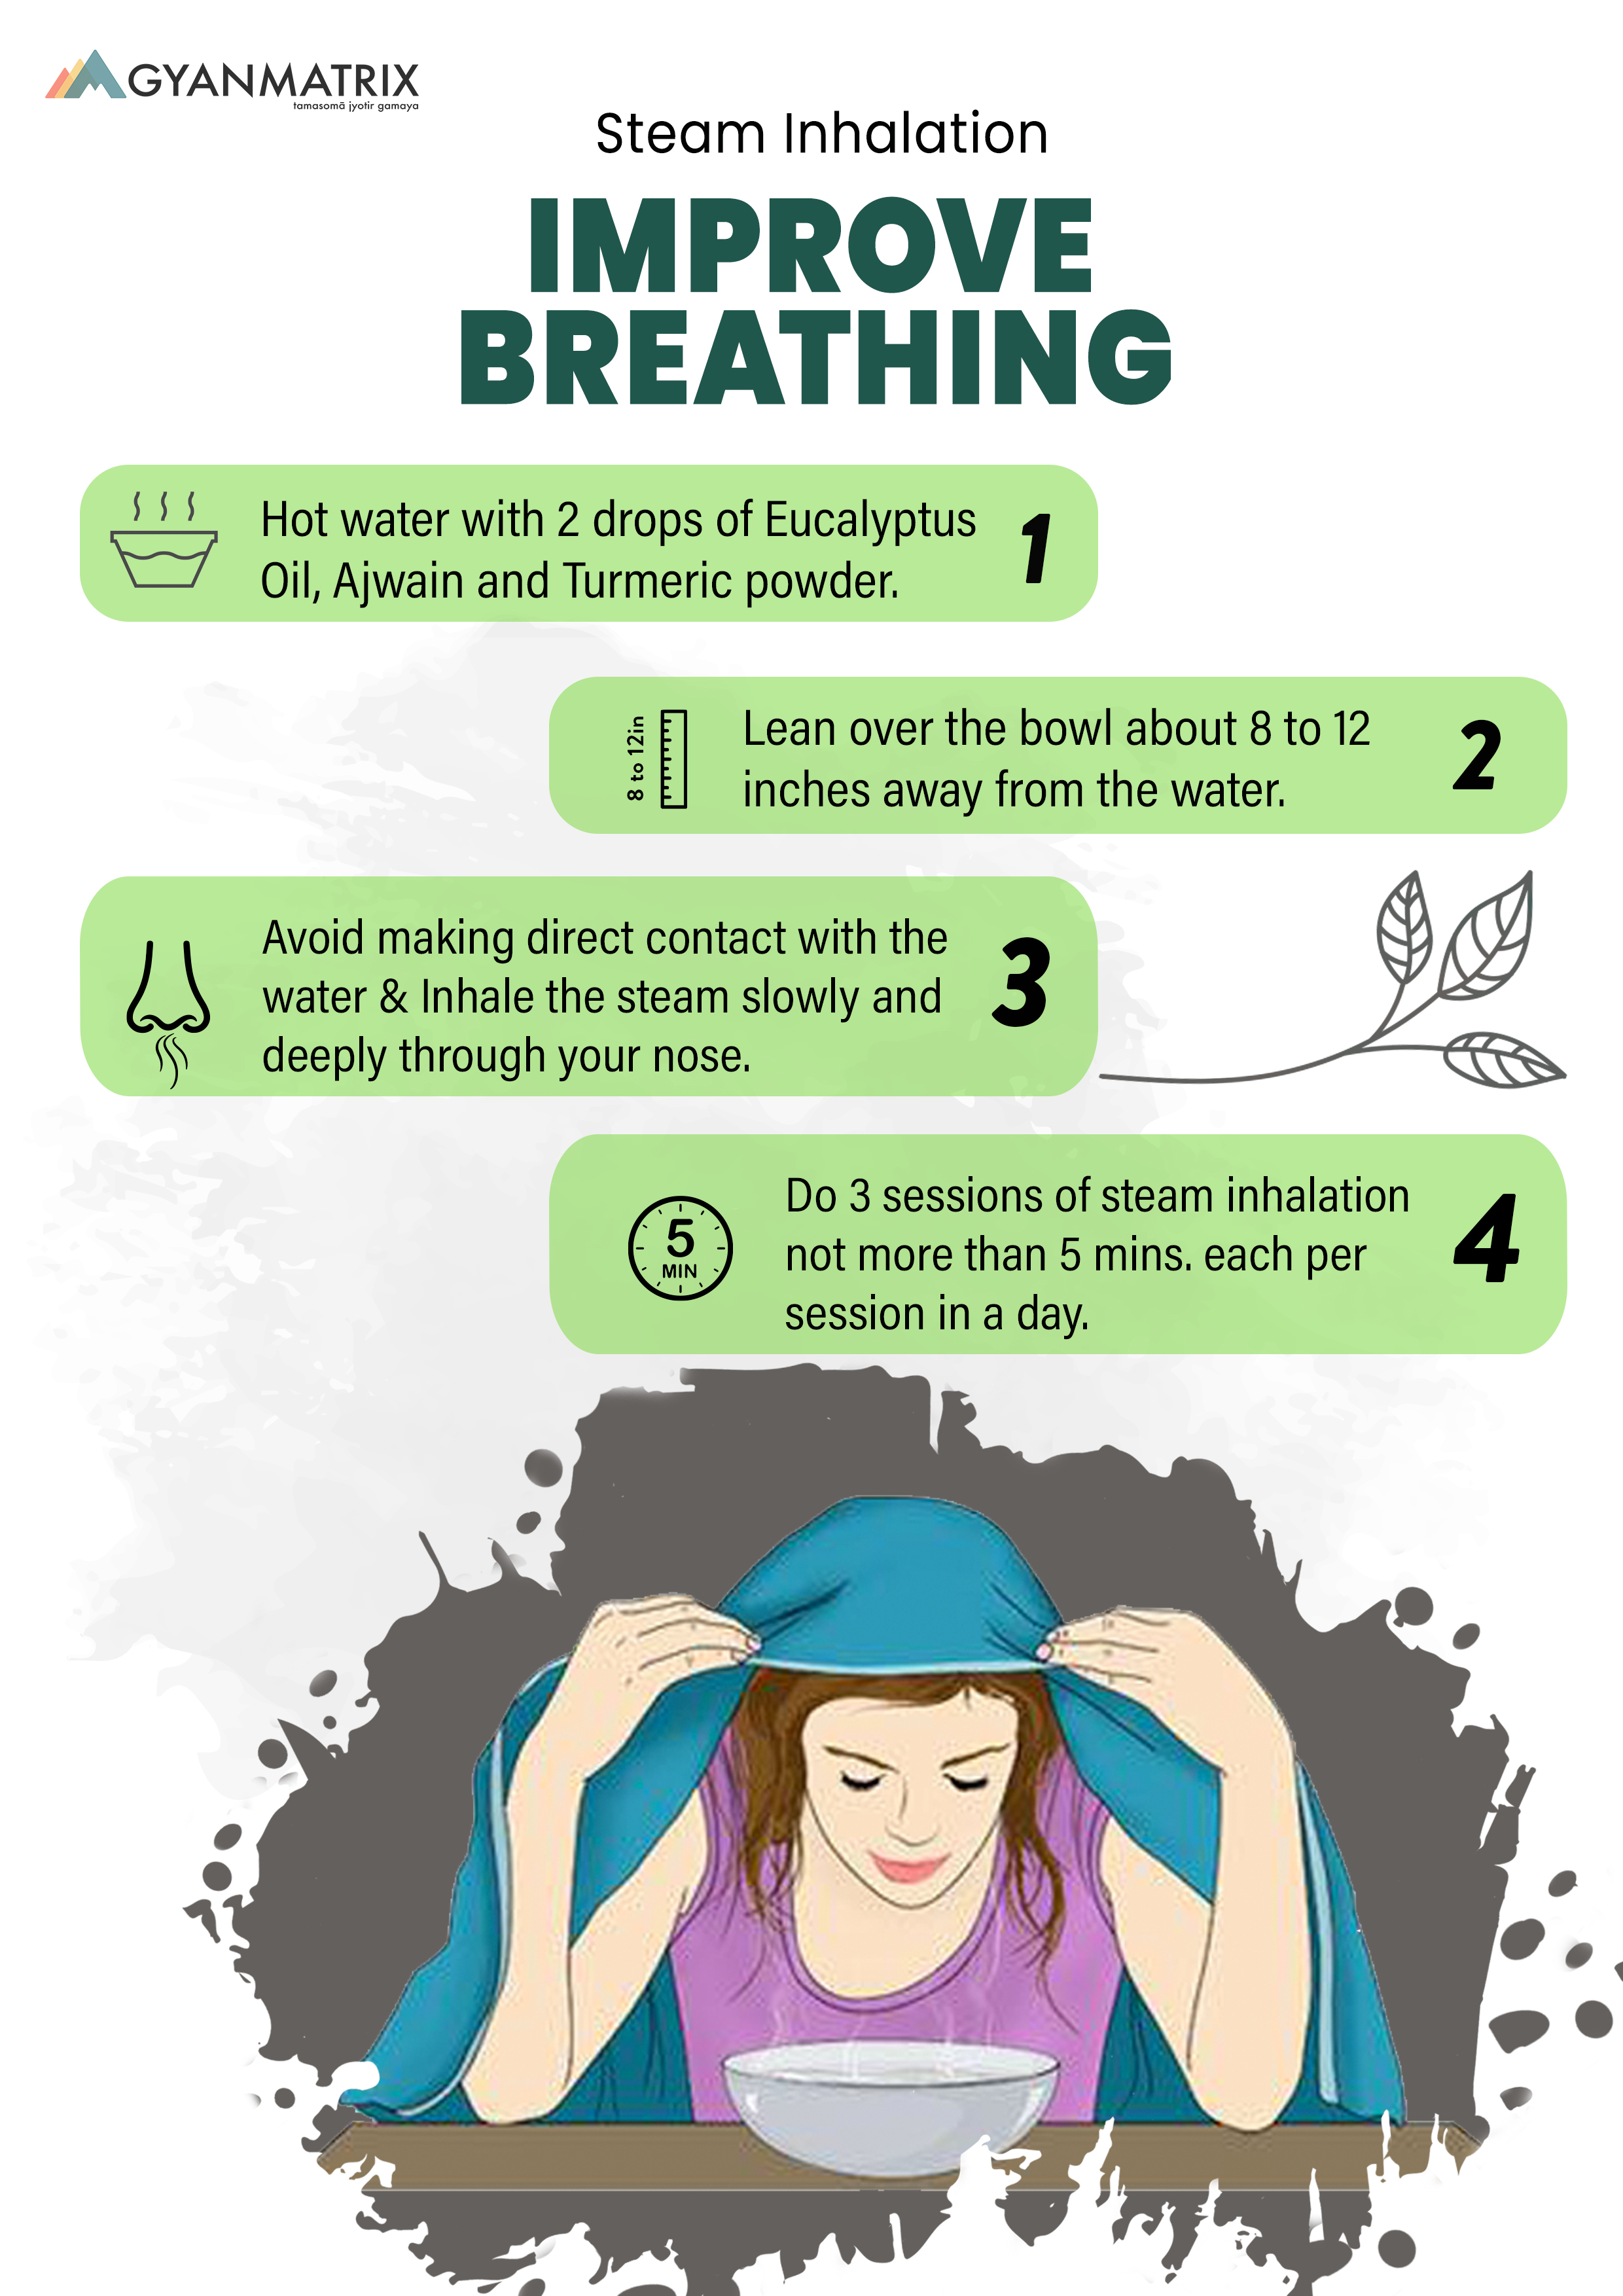 GYANMATRIX
tamasomā jyotir gamaya
Steam Inhalation
IMPROVE
BREATHING
Hot water with 2 drops of Eucalyptus
Oil, Ajwain and Turmeric powder.
1
8 to 12in
Lean over the bowl about 8 to 12
inches away from the water.
2
Avoid making direct contact with the
water & Inhale the steam slowly and
deeply through your nose.
3
5
MIN
Do 3 sessions of steam inhalation
not more than 5 mins. each per
session in a day.
4